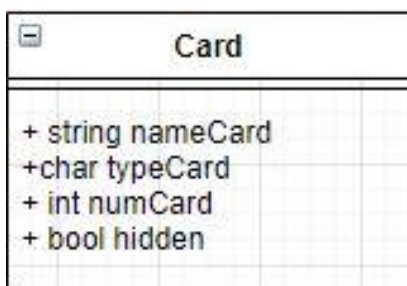 Card
+ string nameCard
+char typeCard
+ int numCard
+ bool hidden